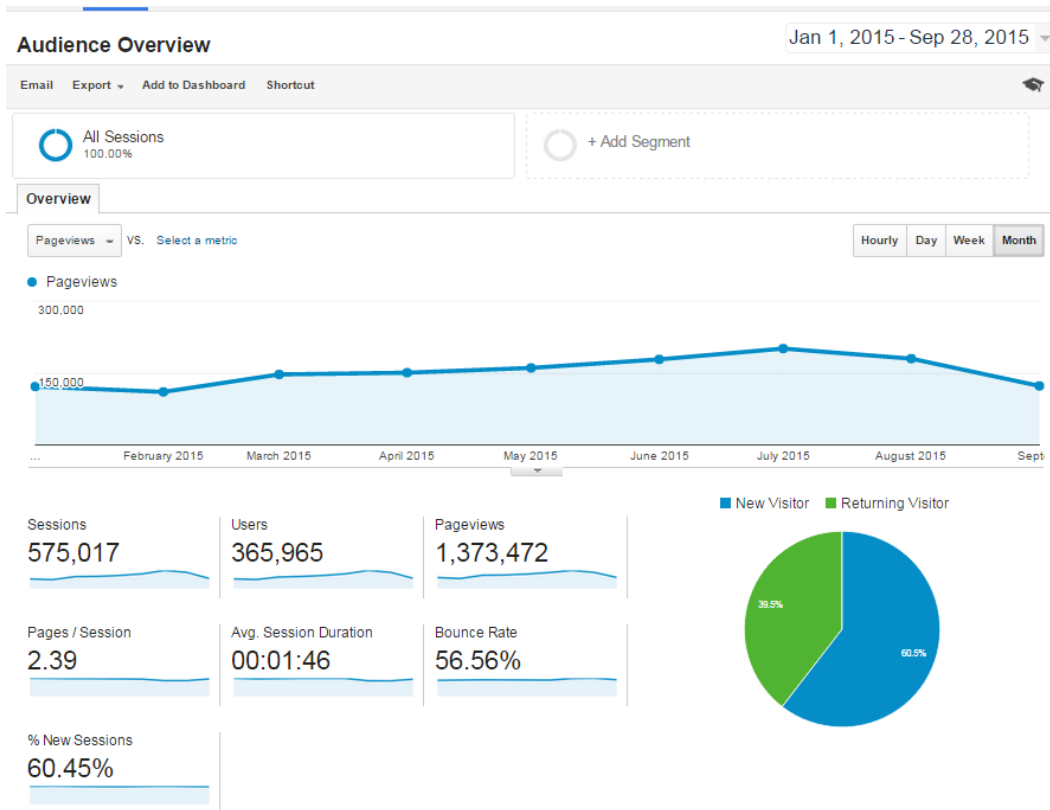 Audience Overview
Jan 1, 2015 - Sep 28, 2015
Email Export Add to Dashboard Shortcut
All Sessions
100.00%
+ Add Segment
Overview
Pageviews VS. Select a metric
Hourly Day Week Month
Pageviews
300,000
150,000
... February 2015 March 2015 April 2015 May 2015 June 2015 July 2015 August 2015 Septe
New Visitor Returning Visitor
Sessions
575,017
Users
365,965
Pageviews
1,373,472
Pages / Session
2.39
Avg. Session Duration
00:01:46
Bounce Rate
56.56%
% New Sessions
60.45%
39.5%
60.5%